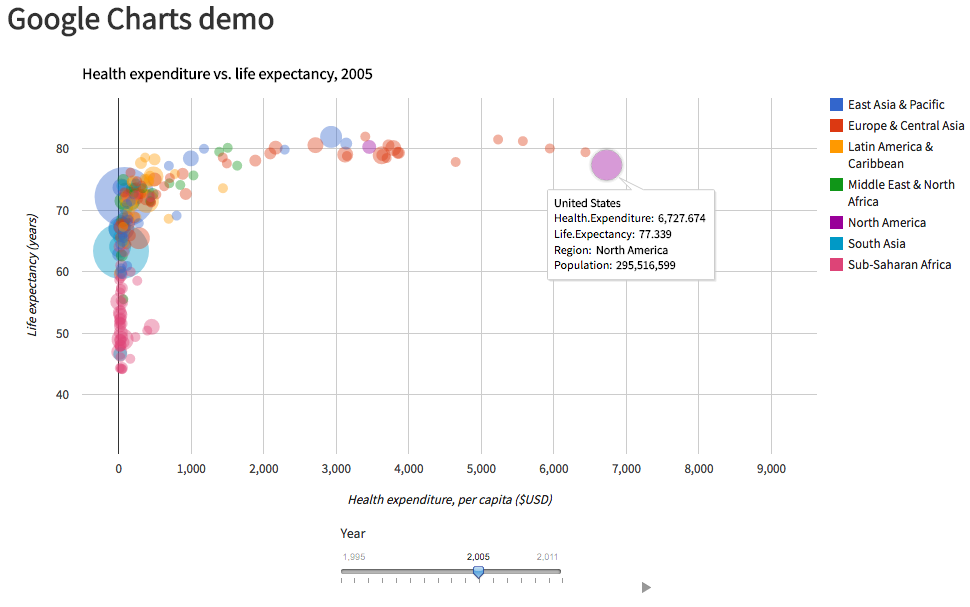 Google Charts demo
Health expenditure vs. life expectancy, 2005
East Asia & Pacific
Europe & Central Asia
Latin America &
Caribbean
Middle East & North
Africa
North America
South Asia
Sub-Saharan Africa
Life expectancy (years)
80
70
60
50
40
United States
Health.Expenditure: 6,727.674
Life.Expectancy: 77.339
Region: North America
Population: 295,516,599
0 1,000 2,000 3,000 4,000 5,000 6,000 7,000 8,000 9,000
Health expenditure, per capita ($USD)
Year
1,995 2,005 2,011